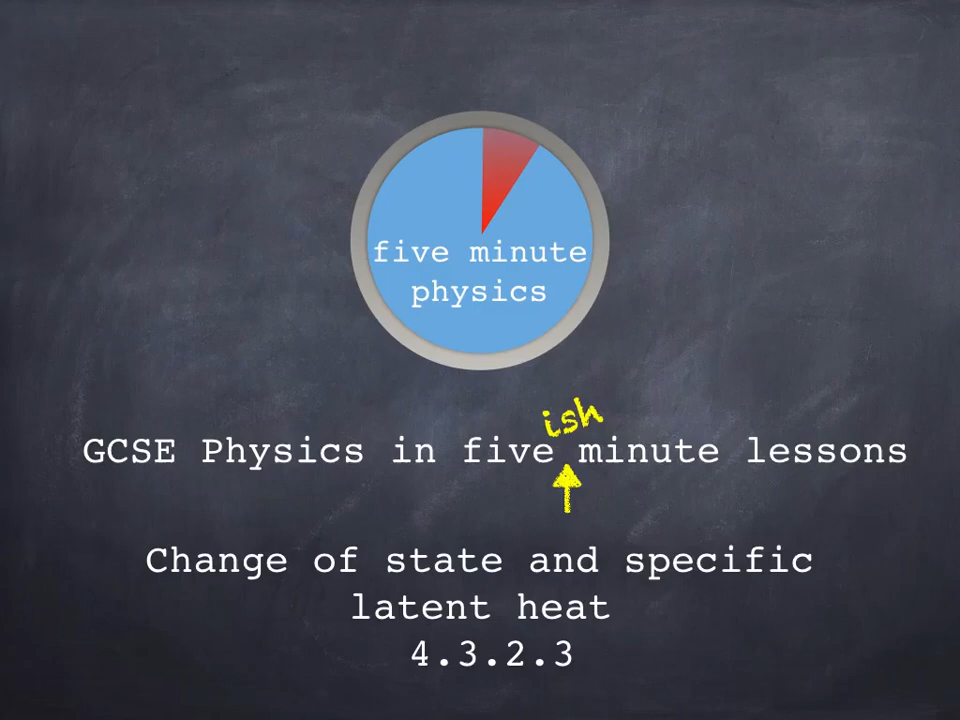 five minute
physics
ish
GCSE Physics in five minute lessons
Change of state and specific
latent heat
4.3.2.3